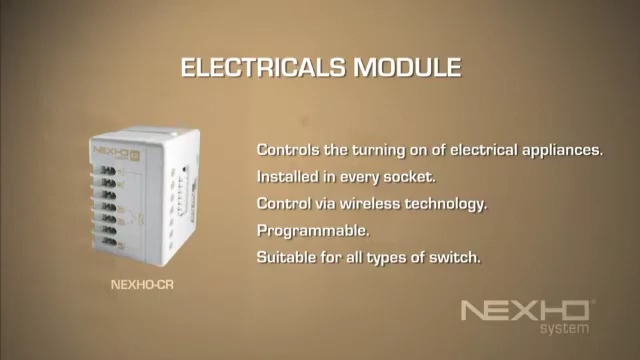 ELECTRICALS MODULE
NEXHO
Controls the turning on of electrical appliances.
Installed in every socket.
Control via wireless technology.
Programmable.
Suitable for all types of switch.
NEXHO-CR
NEXHO®
system